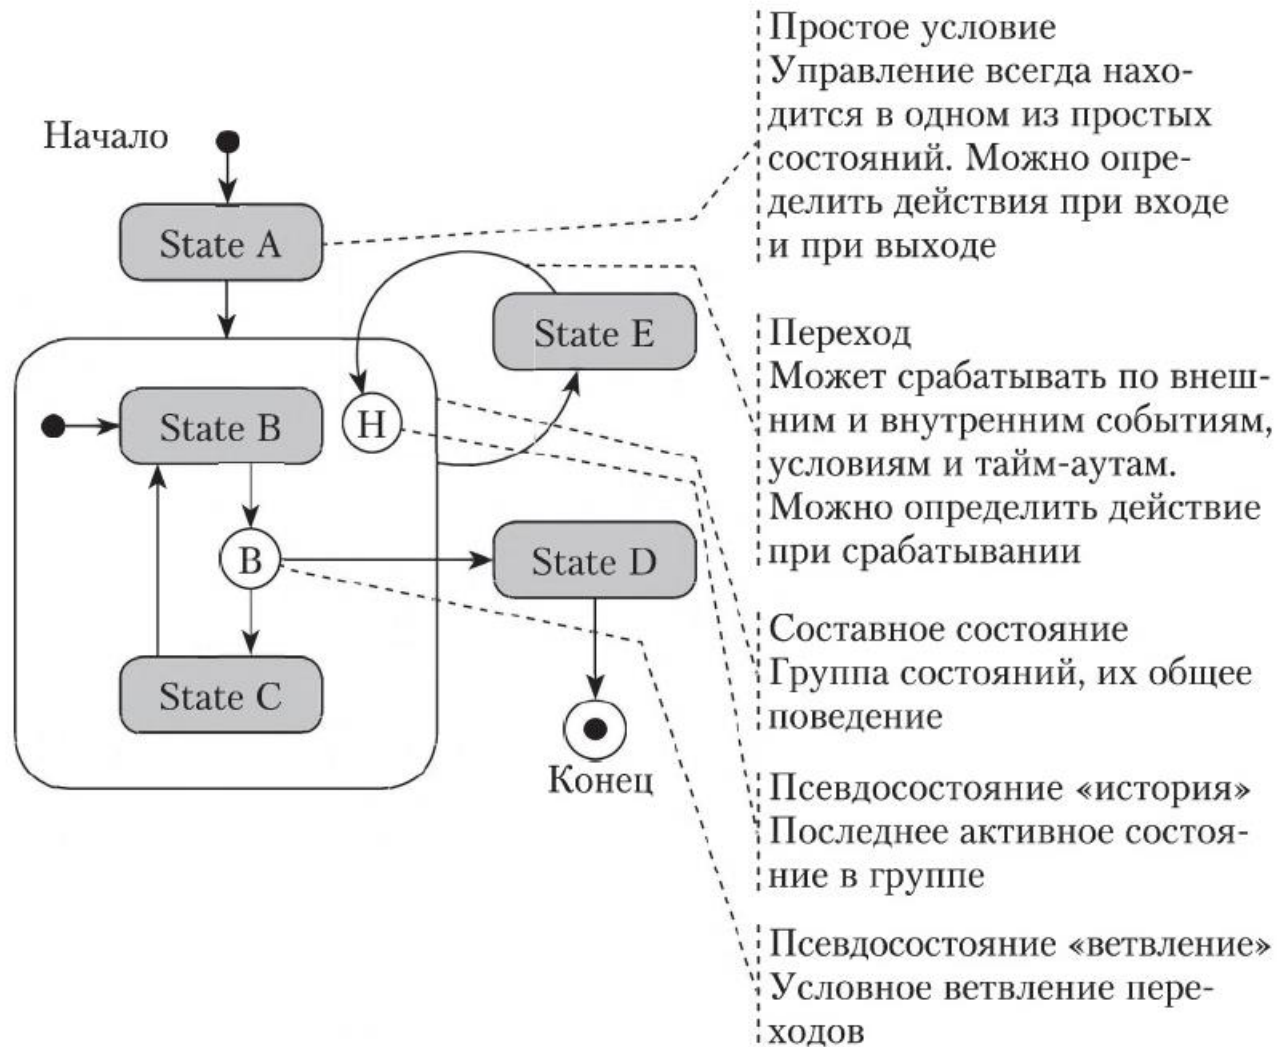 Начало
State A
State E
State B
H
B
State D
State C
Конец
Простое условие
Управление всегда нахо-
дится в одном из простых
состояний. Можно опре-
делить действия при входе
и при выходе
Переход
Может срабатывать по внеш-
ним и внутренним событиям,
условиям и тайм-аутам.
Можно определить действие
при срабатывании
Составное состояние
Группа состояний, их общее
поведение
Псевдосостояние «история»
Последнее активное состоя-
ние в группе
Псевдосостояние «ветвление»
Условное ветвление пере-
ходов